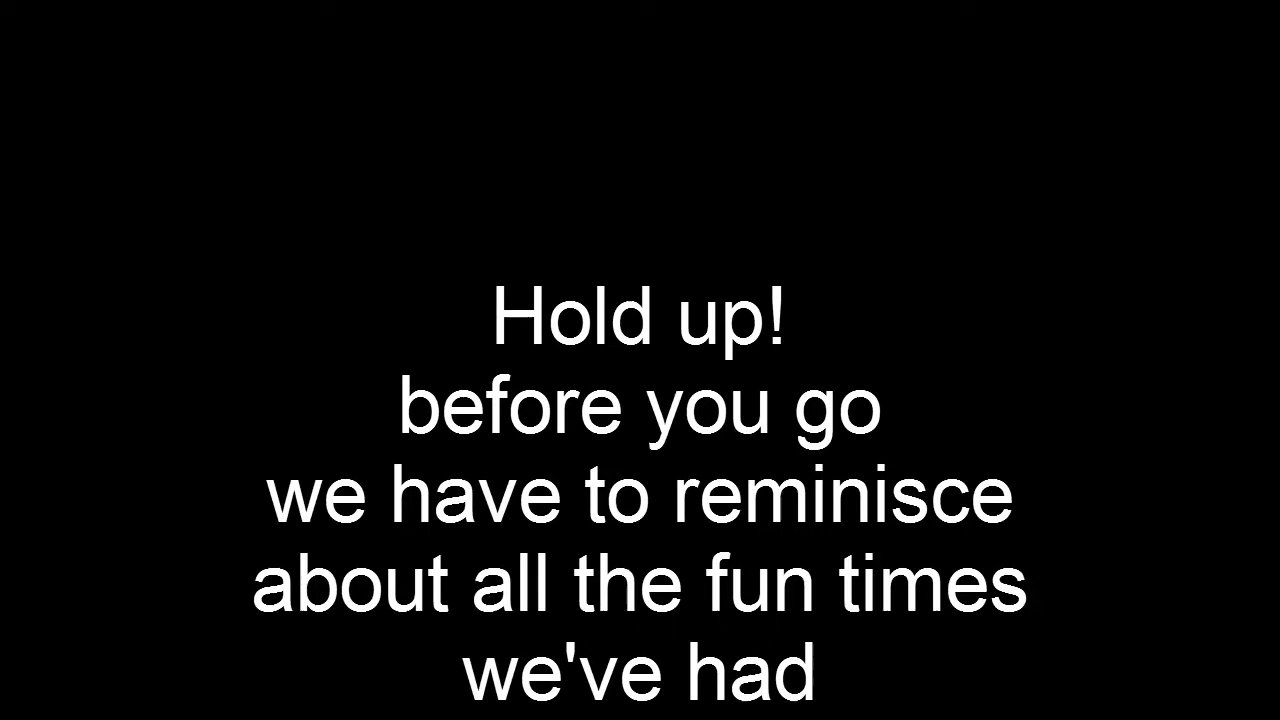 Hold up!
before you go
we have to reminisce
about all the fun times
we've had